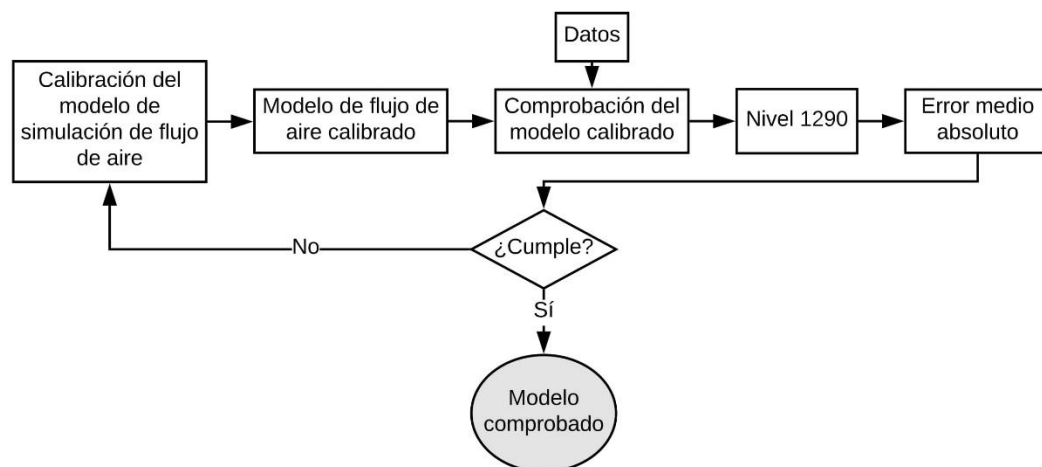 Datos
Calibración del
modelo de
simulación de flujo
de aire
Modelo de flujo de
aire calibrado
Comprobación del
modelo calibrado
Nivel 1290
Error medio
absoluto
¿Cumple?
No
Sí
Modelo
comprobado